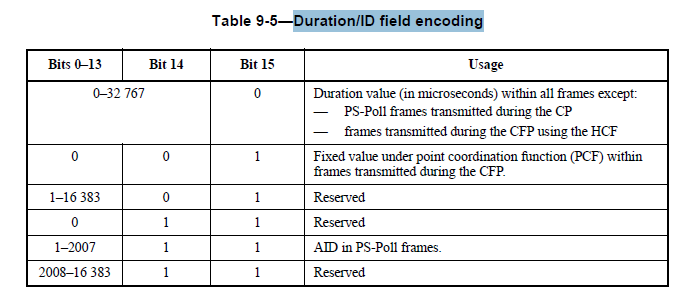 Table 9-5—Duration/ID field encoding
Bits 0–13 Bit 14 Bit 15 Usage
0–32 767 0 Duration value (in microseconds) within all frames except:
— PS-Poll frames transmitted during the CP
— frames transmitted during the CFP using the HCF
0 0 1 Fixed value under point coordination function (PCF) within
frames transmitted during the CFP.
1–16 383 0 1 Reserved
0 1 1 Reserved
1–2007 1 1 AID in PS-Poll frames.
2008–16 383 1 1 Reserved